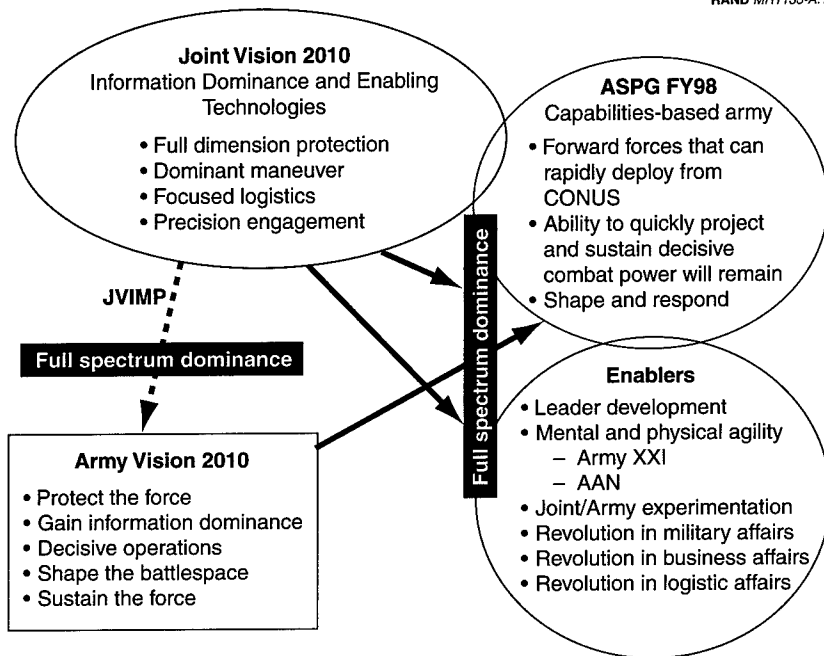 RAND
Joint Vision 2010
Information Dominance and Enabling
Technologies
• Full dimension protection
• Dominant maneuver
• Focused logistics
• Precision engagement
ASPG FY98
Capabilities-based army
• Forward forces that can
rapidly deploy from
CONUS
• Ability to quickly project
and sustain decisive
combat power will remain
• Shape and respond
JVIMP
Full spectrum dominance
Full spectrum dominance
Army Vision 2010
• Protect the force
• Gain information dominance
• Decisive operations
• Shape the battlespace
• Sustain the force
Enablers
• Leader development
• Mental and physical agility
– Army XXI
– AAN
• Joint/Army experimentation
• Revolution in military affairs
• Revolution in business affairs
• Revolution in logistic affairs